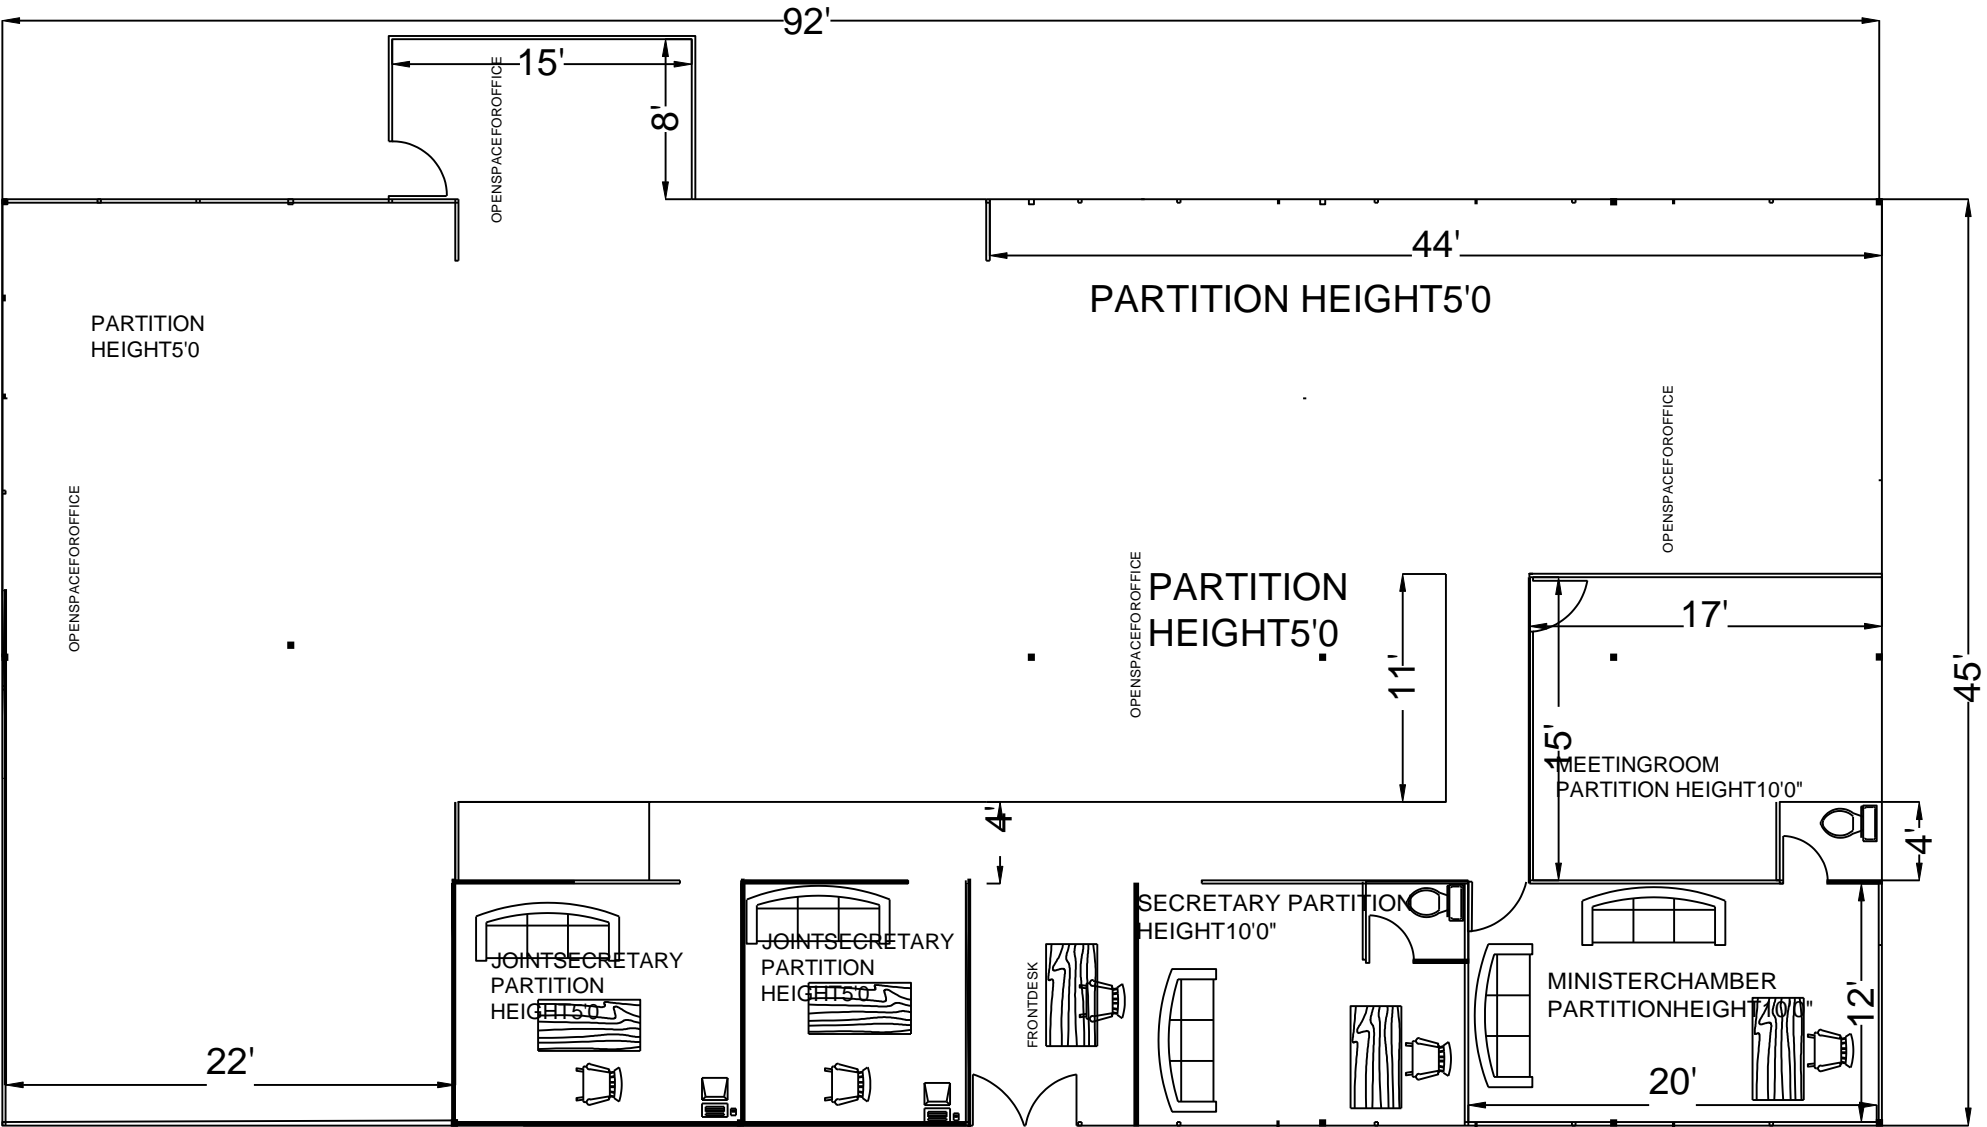 92'
15'
8'
OPENSPACEFOROFFICE
44'
PARTITION HEIGHT5'0
PARTITION
HEIGHT5'0
OPENSPACEFOROFFICE
OPENSPACEFOROFFICE
OPENSPACEFOROFFICE
PARTITION
HEIGHT5'0
11'
17'
45'
15'
MEETINGROOM
PARTITION HEIGHT10'0"
4'
4'
SECRETARY PARTITION
HEIGHT10'0"
JOINTSECRETARY
PARTITION
HEIGHT5'0
JOINTSECRETARY
PARTITION
HEIGHT5'0
FRONTDESK
MINISTERCHAMBER
PARTITIONHEIGHT10'0"
12'
22'
20'